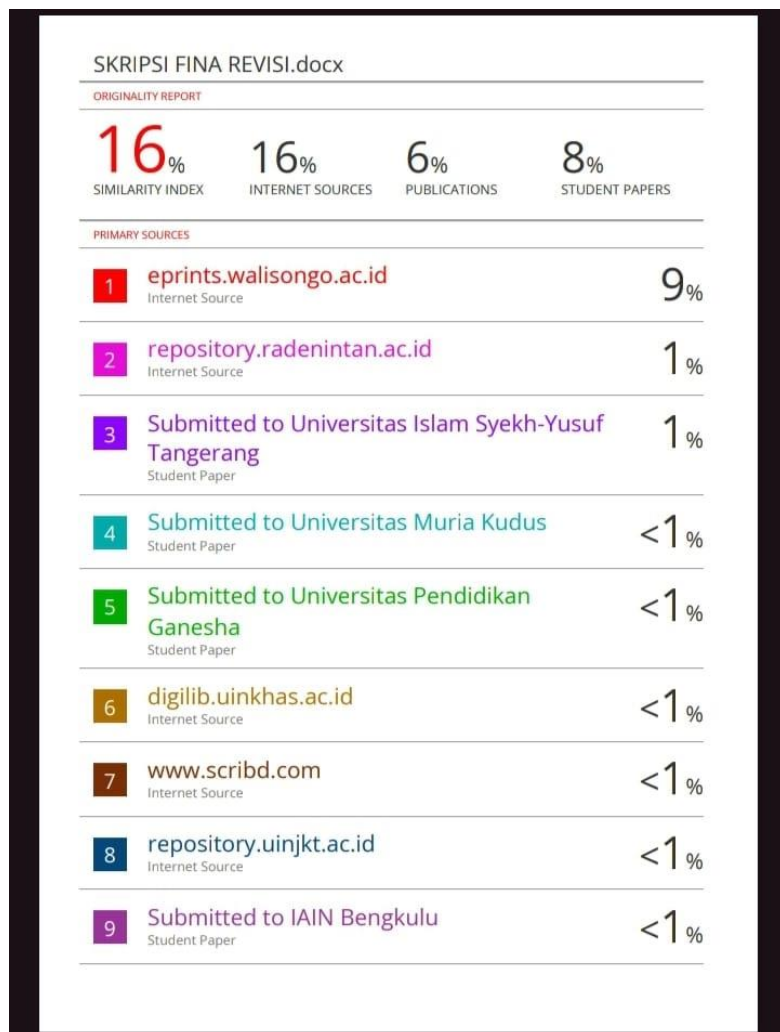 SKRIPSI FINA REVISI.docx
ORIGINALITY REPORT
16% 16% 6% 8%
SIMILARITY INDEX INTERNET SOURCES PUBLICATIONS STUDENT PAPERS
PRIMARY SOURCES
1 eprints.walisongo.ac.id 9%
Internet Source
2 repository.radenintan.ac.id 1%
Internet Source
3 Submitted to Universitas Islam Syekh-Yusuf 1%
Tangerang
Student Paper
4 Submitted to Universitas Muria Kudus <1%
Student Paper
5 Submitted to Universitas Pendidikan <1%
Ganesha
Student Paper
6 digilib.uinkhas.ac.id <1%
Internet Source
7 www.scribd.com <1%
Internet Source
8 repository.uinjkt.ac.id <1%
Internet Source
9 Submitted to IAIN Bengkulu <1%
Student Paper